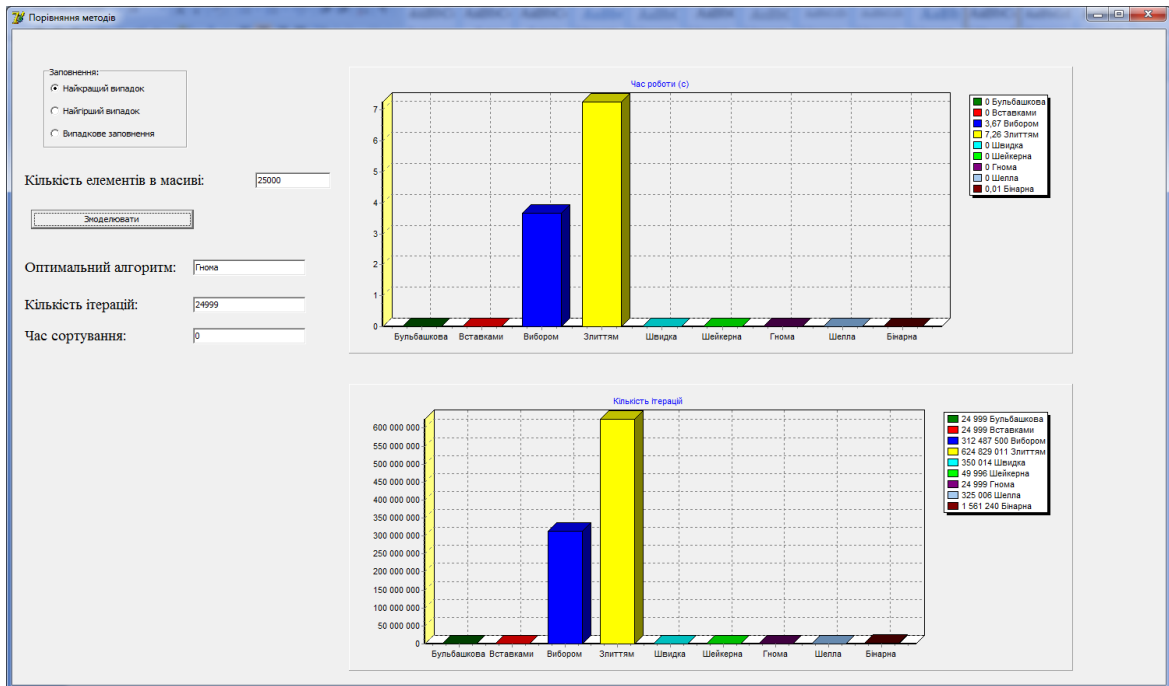 Порівняння методів
Заповнення:
Найкращий випадок
Найгірший випадок
Випадкове заповнення
Кількість елементів в масиві: 25000
Змоделювати
Оптимальний алгоритм: Гнома
Кількість ітерацій: 24999
Час сортування: 0
Час роботи (с)
7
6
5
4
3
2
1
0
Бульбашкова Вставками Вибором Злиттям Швидка Шейкерна Гнома Шелла Бінарна
0 Бульбашкова
0 Вставками
3,67 Вибором
7,26 Злиттям
0 Швидка
0 Шейкерна
0 Гнома
0 Шелла
0,01 Бінарна
Кількість ітерацій
600 000 000
550 000 000
500 000 000
450 000 000
400 000 000
350 000 000
300 000 000
250 000 000
200 000 000
150 000 000
100 000 000
50 000 000
0
Бульбашкова Вставками Вибором Злиттям Швидка Шейкерна Гнома Шелла Бінарна
24 999 Бульбашкова
24 999 Вставками
312 487 500 Вибором
624 829 011 Злиттям
350 014 Швидка
49 996 Шейкерна
24 999 Гнома
325 006 Шелла
1 561 240 Бінарна